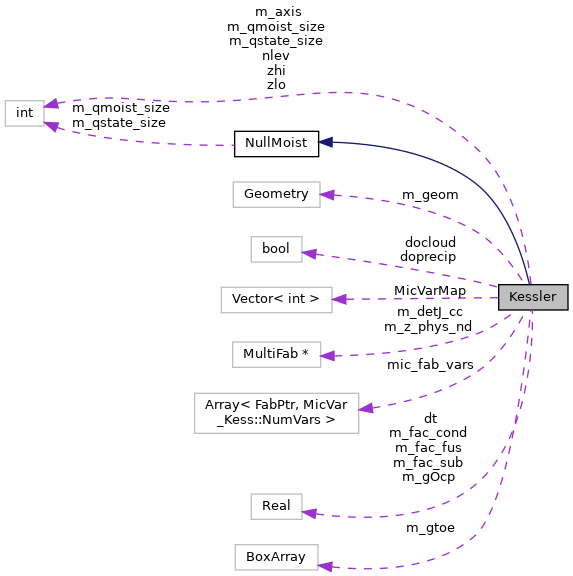 m_axis
m_qmoist_size
m_qstate_size
nlev
zhi
zlo
int
m_qmoist_size
m_qstate_size
NullMoist
Geometry
m_geom
bool
docloud
doprecip
Kessler
Vector< int >
MicVarMap
m_detJ_cc
m_z_phys_nd
MultiFab *
mic_fab_vars
Array< FabPtr, MicVar
_Kess::NumVars >
dt
m_fac_cond
m_fac_fus
m_fac_sub
m_gOcp
Real
m_gtoe
BoxArray